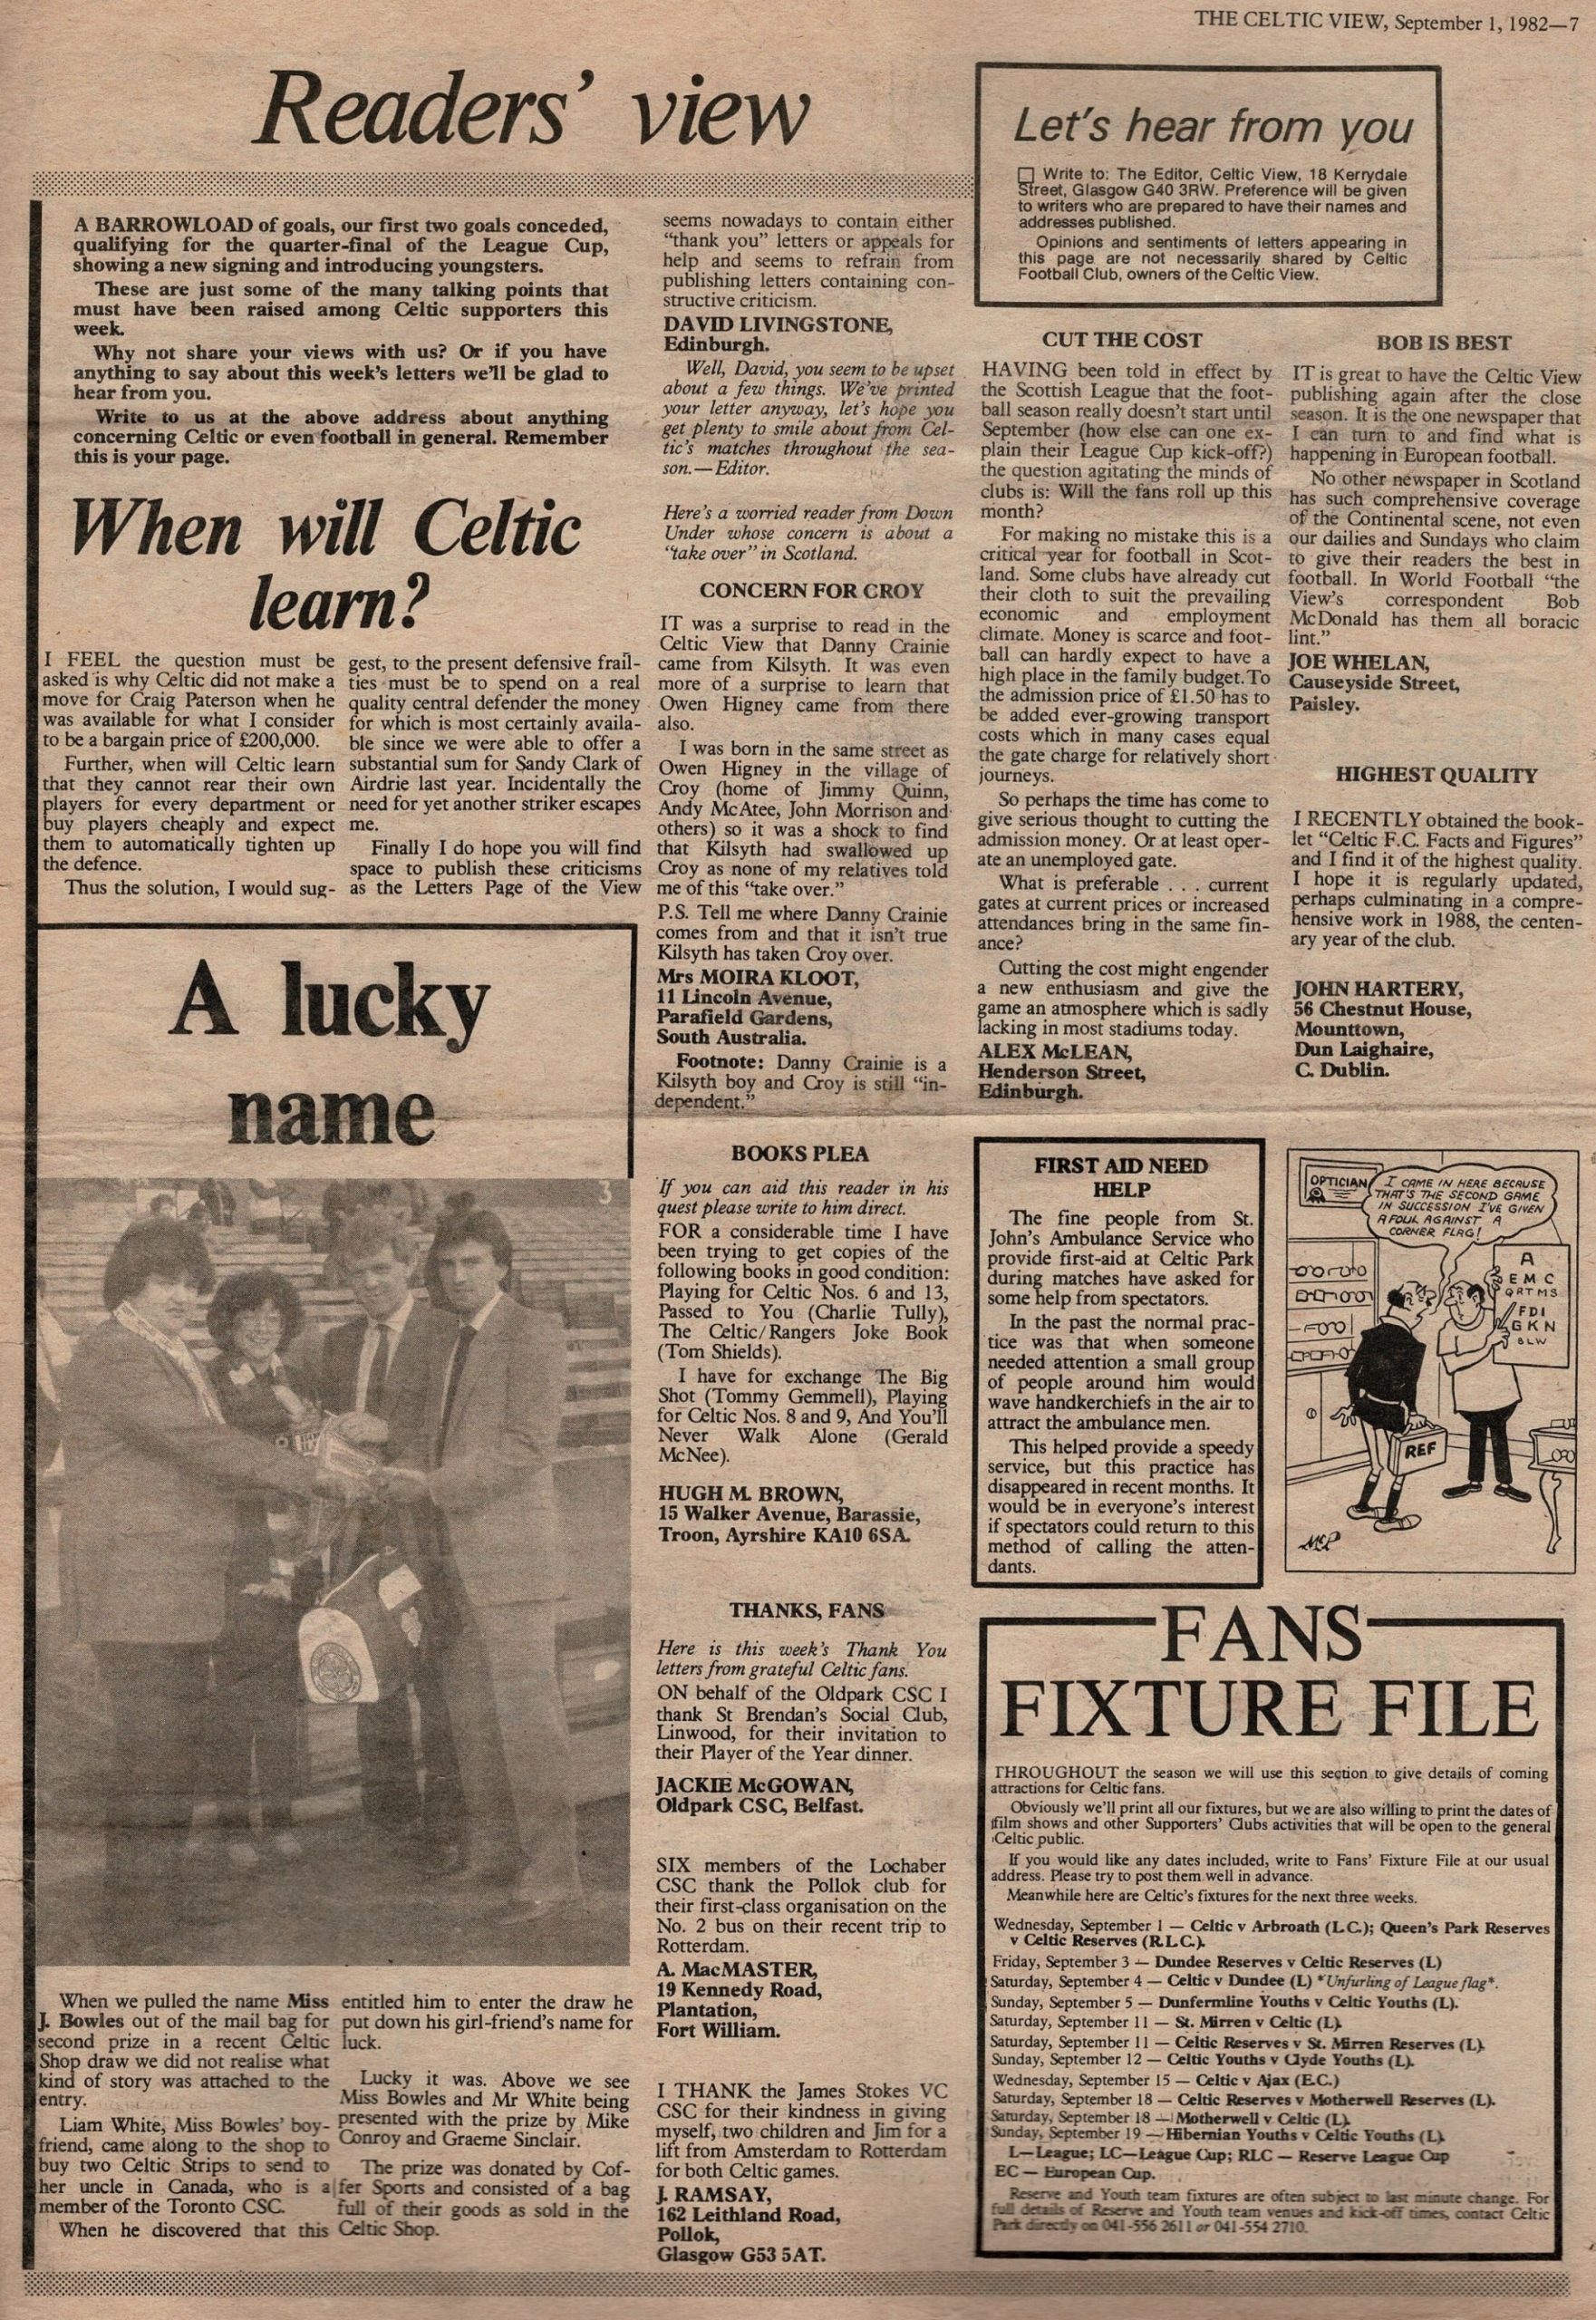 THE CELTIC VIEW, September 1, 1982—7
Readers' view
A BARROWLOAD of goals, our first two goals conceded,
qualifying for the quarter-final of the League Cup,
showing a new signing and introducing youngsters.
These are just some of the many talking points that
must have been raised among Celtic supporters this
week.
Why not share your views with us? Or if you have
anything to say about this week's letters we'll be glad to
hear from you.
Write to us at the above address about anything
concerning Celtic or even football in general. Remember
this is your page.
When will Celtic
learn?
I FEEL the question must be
asked is why Celtic did not make a
move for Craig Paterson when he
was available for what I consider
to be a bargain price of £200,000.
Further, when will Celtic learn
that they cannot rear their own
players for every department or
buy players cheaply and expect
them to automatically tighten up
the defence.
Thus the solution, I would sug-
gest, to the present defensive frail-
ties must be to spend on a real
quality central defender the money
for which is most certainly availa-
ble since we were able to offer a
substantial sum for Sandy Clark of
Airdrie last year. Incidentally the
need for yet another striker escapes
me.
Finally I do hope you will find
space to publish these criticisms
as the Letters Page of the View
seems nowadays to contain either
"thank you" letters or appeals for
help and seems to refrain from
publishing letters containing con-
structive criticism.
DAVID LIVINGSTONE,
Edinburgh.
Well, David, you seem to be upset
about a few things. We've printed
your letter anyway, let's hope you
get plenty to smile about from Cel-
tic's matches throughout the sea-
son.—Editor.
Here's a worried reader from Down
Under whose concern is about a
"take over" in Scotland.
CONCERN FOR CROY
IT was a surprise to read in the
Celtic View that Danny Crainie
came from Kilsyth. It was even
more of a surprise to learn that
Owen Higney came from there
also.
I was born in the same street as
Owen Higney in the village of
Croy (home of Jimmy Quinn,
Andy McAtee, John Morrison and
others) so it was a shock to find
that Kilsyth had swallowed up
Croy as none of my relatives told
me of this "take over."
P.S. Tell me where Danny Crainie
comes from and that it isn't true
Kilsyth has taken Croy over.
Mrs MOIRA KLOOT,
11 Lincoln Avenue,
Parafield Gardens,
South Australia.
Footnote: Danny Crainie is a
Kilsyth boy and Croy is still "in-
dependent."
BOOKS PLEA
If you can aid this reader in his
quest please write to him direct.
FOR a considerable time I have
been trying to get copies of the
following books in good condition:
Playing for Celtic Nos. 6 and 13,
Passed to You (Charlie Tully),
The Celtic/Rangers Joke Book
(Tom Shields).
I have for exchange The Big
Shot (Tommy Gemmell), Playing
for Celtic Nos. 8 and 9, And You'll
Never Walk Alone (Gerald
McNee).
HUGH M. BROWN,
15 Walker Avenue, Barassie,
Troon, Ayrshire KA10 6SA.
THANKS, FANS
Here is this week's Thank You
letters from grateful Celtic fans.
ON behalf of the Oldpark CSC I
thank St Brendan's Social Club,
Linwood, for their invitation to
their Player of the Year dinner.
JACKIE McGOWAN,
Oldpark CSC, Belfast.
SIX members of the Lochaber
CSC thank the Pollok club for
their first-class organisation on the
No. 2 bus on their recent trip to
Rotterdam.
A. MacMASTER,
19 Kennedy Road,
Plantation,
Fort William.
I THANK the James Stokes VC
CSC for their kindness in giving
myself, two children and Jim for a
lift from Amsterdam to Rotterdam
for both Celtic games.
J. RAMSAY,
162 Leithland Road,
Pollok,
Glasgow G53 5AT.
A lucky
name
3
When we pulled the name Miss
J. Bowles out of the mail bag for
second prize in a recent Celtic
Shop draw we did not realise what
kind of story was attached to the
entry.
Liam White, Miss Bowles' boy-
friend, came along to the shop to
buy two Celtic Strips to send to
her uncle in Canada, who is a
member of the Toronto CSC.
When he discovered that this
entitled him to enter the draw he
put down his girl-friend's name for
luck.
Lucky it was. Above we see
Miss Bowles and Mr White being
presented with the prize by Mike
Conroy and Graeme Sinclair.
The prize was donated by Cof-
fer Sports and consisted of a bag
full of their goods as sold in the
Celtic Shop.
Let's hear from you
Write to: The Editor, Celtic View, 18 Kerrydale
Street, Glasgow G40 3RW. Preference will be given
to writers who are prepared to have their names and
addresses published.
Opinions and sentiments of letters appearing in
this page are not necessarily shared by Celtic
Football Club, owners of the Celtic View.
CUT THE COST
HAVING been told in effect by
the Scottish League that the foot-
ball season really doesn't start until
September (how else can one ex-
plain their League Cup kick-off?)
the question agitating the minds of
clubs is: Will the fans roll up this
month?
For making no mistake this is a
critical year for football in Scot-
land. Some clubs have already cut
their cloth to suit the prevailing
economic and employment
climate. Money is scarce and foot-
ball can hardly expect to have a
high place in the family budget. To
the admission price of £1.50 has to
be added ever-growing transport
costs which in many cases equal
the gate charge for relatively short
journeys.
So perhaps the time has come to
give serious thought to cutting the
admission money. Or at least oper-
ate an unemployed gate.
What is preferable . . . current
gates at current prices or increased
attendances bring in the same fin-
ance?
Cutting the cost might engender
a new enthusiasm and give the
game an atmosphere which is sadly
lacking in most stadiums today.
ALEX McLEAN,
Henderson Street,
Edinburgh.
BOB IS BEST
IT is great to have the Celtic View
publishing again after the close
season. It is the one newspaper that
I can turn to and find what is
happening in European football.
No other newspaper in Scotland
has such comprehensive coverage
of the Continental scene, not even
our dailies and Sundays who claim
to give their readers the best in
football. In World Football "the
View's correspondent Bob
McDonald has them all boracic
lint."
JOE WHELAN,
Causeyside Street,
Paisley.
HIGHEST QUALITY
I RECENTLY obtained the book-
let "Celtic F.C. Facts and Figures"
and I find it of the highest quality.
I hope it is regularly updated,
perhaps culminating in a compre-
hensive work in 1988, the centen-
ary year of the club.
JOHN HARTERY,
56 Chestnut House,
Mounttown,
Dun Laighaire,
C. Dublin.
FIRST AID NEED
HELP
The fine people from St.
John's Ambulance Service who
provide first-aid at Celtic Park
during matches have asked for
some help from spectators.
In the past the normal prac-
tice was that when someone
needed attention a small group
of people around him would
wave handkerchiefs in the air to
attract the ambulance men.
This helped provide a speedy
service, but this practice has
disappeared in recent months. It
would be in everyone's interest
if spectators could return to this
method of calling the atten-
dants.
OPTICIAN
I CAME IN HERE BECAUSE
THAT'S THE SECOND GAME
IN SUCCESSION I'VE GIVEN
A FOUL AGAINST A
CORNER FLAG!
A
E M C
Q R T M S
F D I
G K N
B L W
REF
FANS
FIXTURE FILE
THROUGHOUT the season we will use this section to give details of coming
attractions for Celtic fans.
Obviously we'll print all our fixtures, but we are also willing to print the dates of
film shows and other Supporters' Clubs activities that will be open to the general
Celtic public.
If you would like any dates included, write to Fans' Fixture File at our usual
address. Please try to post them well in advance.
Meanwhile here are Celtic's fixtures for the next three weeks.
Wednesday, September 1 — Celtic v Arbroath (L.C.); Queen's Park Reserves
v Celtic Reserves (R.L.C.).
Friday, September 3 — Dundee Reserves v Celtic Reserves (L)
Saturday, September 4 — Celtic v Dundee (L) *Unfurling of League flag*.
Sunday, September 5 — Dunfermline Youths v Celtic Youths (L).
Saturday, September 11 — St. Mirren v Celtic (L).
Saturday, September 11 — Celtic Reserves v St. Mirren Reserves (L).
Sunday, September 12 — Celtic Youths v Clyde Youths (L).
Wednesday, September 15 — Celtic v Ajax (E.C.)
Saturday, September 18 — Celtic Reserves v Motherwell Reserves (L).
Saturday, September 18 — Motherwell v Celtic (L).
Sunday, September 19 — Hibernian Youths v Celtic Youths (L).
L—League; LC—League Cup; RLC — Reserve League Cup
EC — European Cup.
Reserve and Youth team fixtures are often subject to last minute change. For
full details of Reserve and Youth team venues and kick-off times, contact Celtic
Park directly on 041-556 2611 or 041-554 2710.